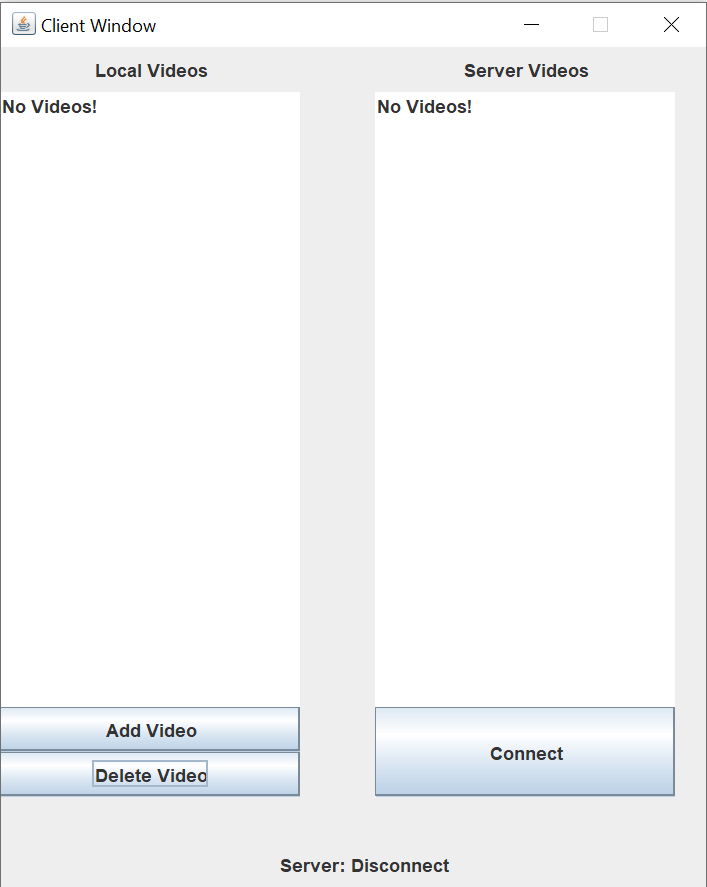 Client Window
Local Videos
Server Videos
No Videos!
No Videos!
Add Video
Delete Video
Connect
Server: Disconnect